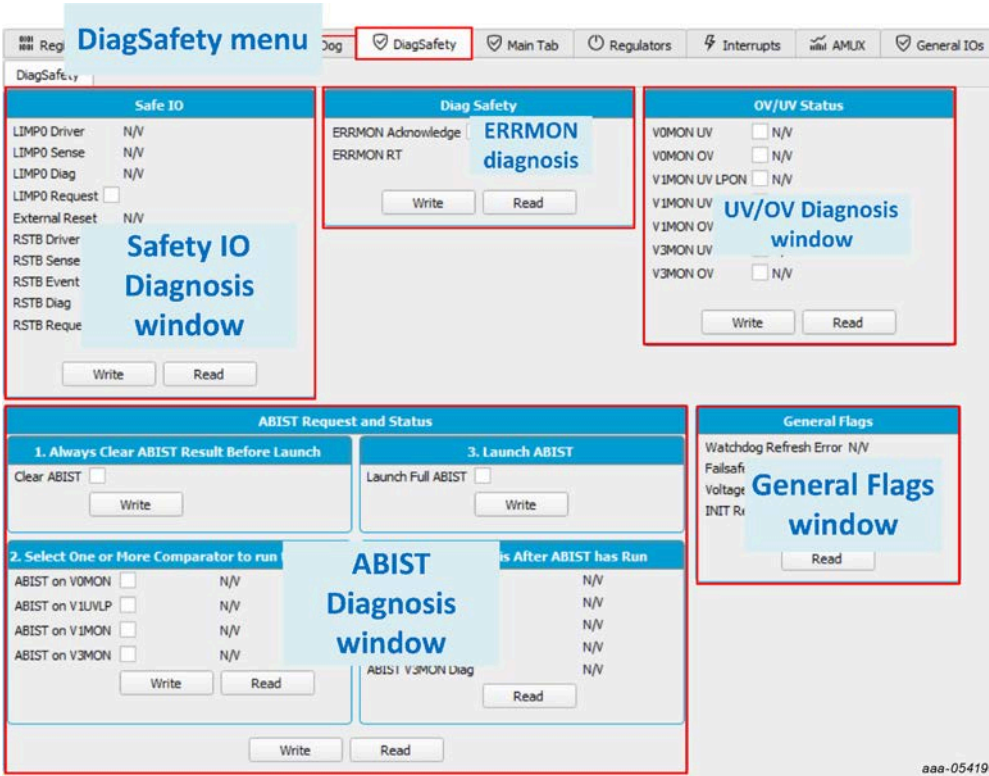 DiagSafety menu
DiagSafety
Main Tab
Regulators
Interrupts
AMUX
General IOs
DiagSafety
Safe IO
LIMP0 Driver N/V
LIMP0 Sense N/V
LIMP0 Diag N/V
LIMP0 Request
External Reset N/V
RSTB Driver
RSTB Sense
RSTB Event
RSTB Diag
RSTB Reque
Safety IO
Diagnosis
window
Write Read
Diag Safety
ERRMON Acknowledge
ERRMON RT
ERRMON
diagnosis
Write Read
OV/UV Status
V0MON UV N/V
V0MON OV N/V
V1MON UV LPON N/V
V1MON UV
V1MON OV
V3MON UV
V3MON OV N/V
UV/OV Diagnosis
window
Write Read
ABIST Request and Status
1. Always Clear ABIST Result Before Launch
Clear ABIST
Write
3. Launch ABIST
Launch Full ABIST
Write
2. Select One or More Comparator to run
ABIST on V0MON N/V
ABIST on V1UVLP N/V
ABIST on V1MON N/V
ABIST on V3MON N/V
Write Read
ABIST
Diagnosis
window
is After ABIST has Run
N/V
N/V
N/V
N/V
ABIST V3MON Diag N/V
Read
Write Read
General Flags
Watchdog Refresh Error N/V
Failsafe
Voltage
INIT Re
General Flags
window
Read
aaa-05419